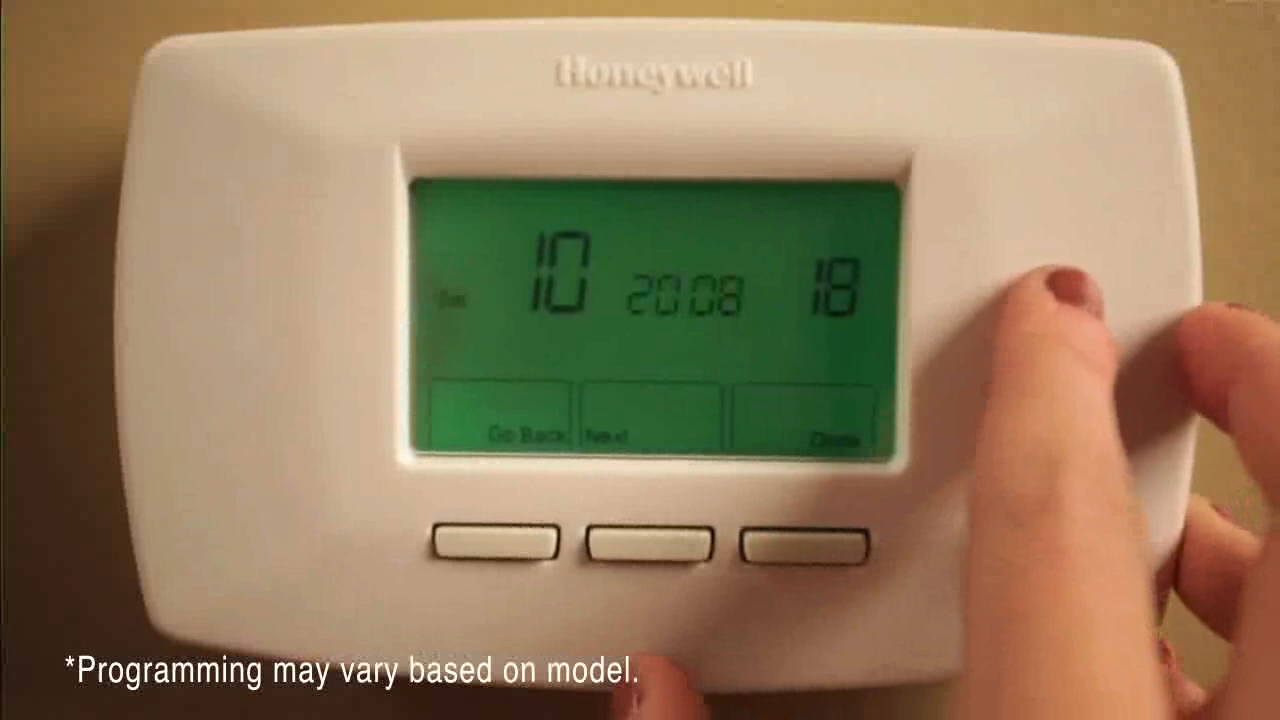 Honeywell
10 2008 18
Go Back Next Done
*Programming may vary based on model.